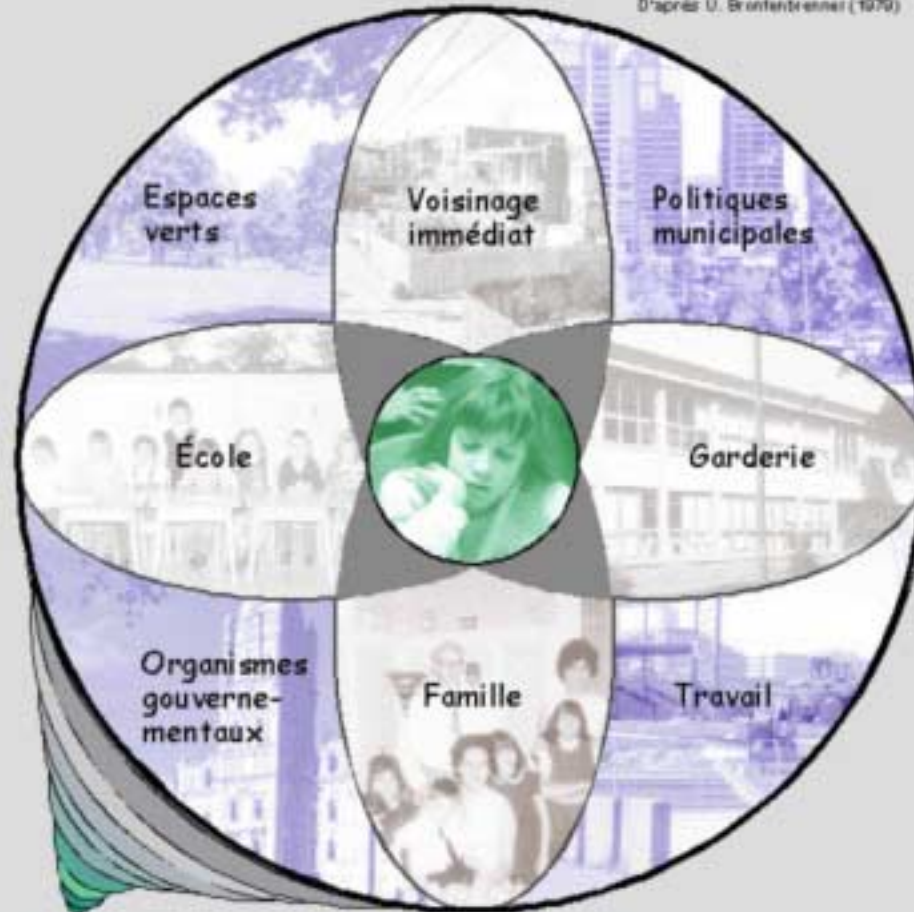 D'après U. Bronfenbrenner (1979)
Espaces
verts
Voisinage
immédiat
Politiques
municipales
École
Garderie
Organismes
gouverne-
mentaux
Famille
Travail